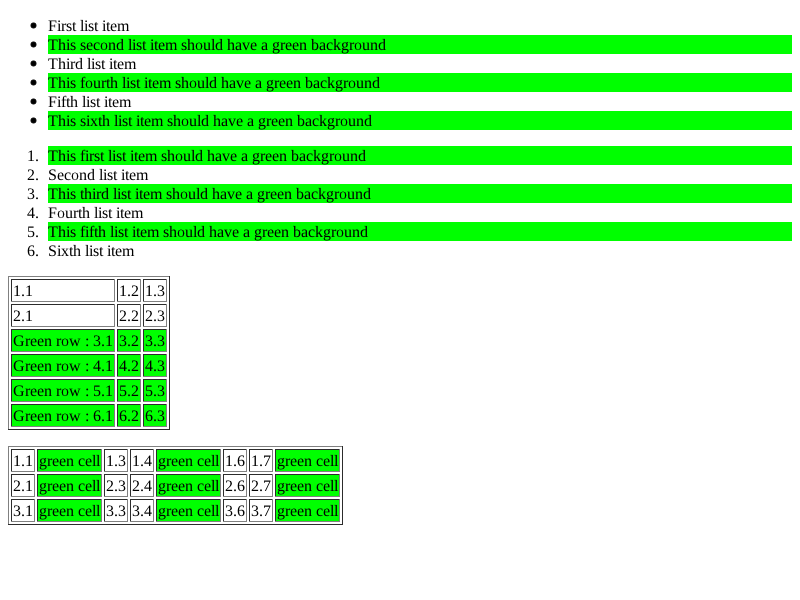 First list item
This second list item should have a green background
Third list item
This fourth list item should have a green background
Fifth list item
This sixth list item should have a green background
1. This first list item should have a green background
2. Second list item
3. This third list item should have a green background
4. Fourth list item
5. This fifth list item should have a green background
6. Sixth list item
1.1 1.2 1.3
2.1 2.2 2.3
Green row : 3.1 3.2 3.3
Green row : 4.1 4.2 4.3
Green row : 5.1 5.2 5.3
Green row : 6.1 6.2 6.3
1.1 green cell 1.3 1.4 green cell 1.6 1.7 green cell
2.1 green cell 2.3 2.4 green cell 2.6 2.7 green cell
3.1 green cell 3.3 3.4 green cell 3.6 3.7 green cell